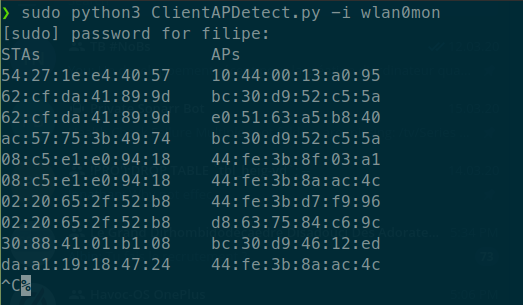 ❯ sudo python3 ClientAPDetect.py -i wlan0mon
[sudo] password for filipe:
STAs APs
54:27:1e:e4:40:57 10:44:00:13:a0:95
62:cf:da:41:89:9d bc:30:d9:52:c5:5a
62:cf:da:41:89:9d e0:51:63:a5:b8:40
ac:57:75:3b:49:74 bc:30:d9:52:c5:5a
08:c5:e1:e0:94:18 44:fe:3b:8f:03:a1
08:c5:e1:e0:94:18 44:fe:3b:8a:ac:4c
02:20:65:2f:52:b8 44:fe:3b:d7:f9:96
02:20:65:2f:52:b8 d8:63:75:84:c6:9c
30:88:41:01:b1:08 bc:30:d9:46:12:ed
da:a1:19:18:47:24 44:fe:3b:8a:ac:4c
^C%